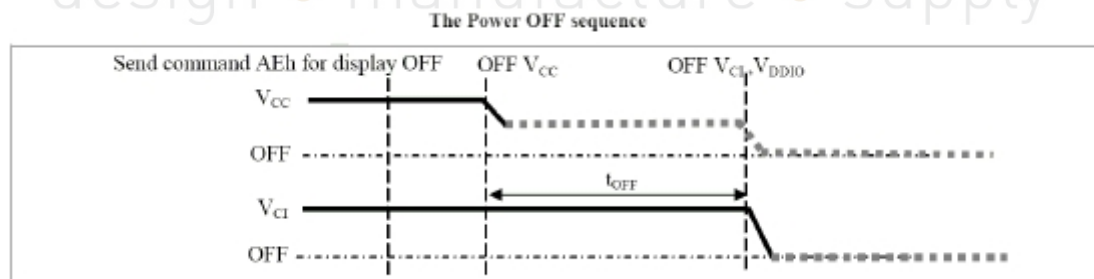 design - manufacture - supply
The Power OFF sequence
Send command AEh for display OFF OFF VCC OFF VCI, VDDIO
VCC
OFF
tOFF
VCI
OFF